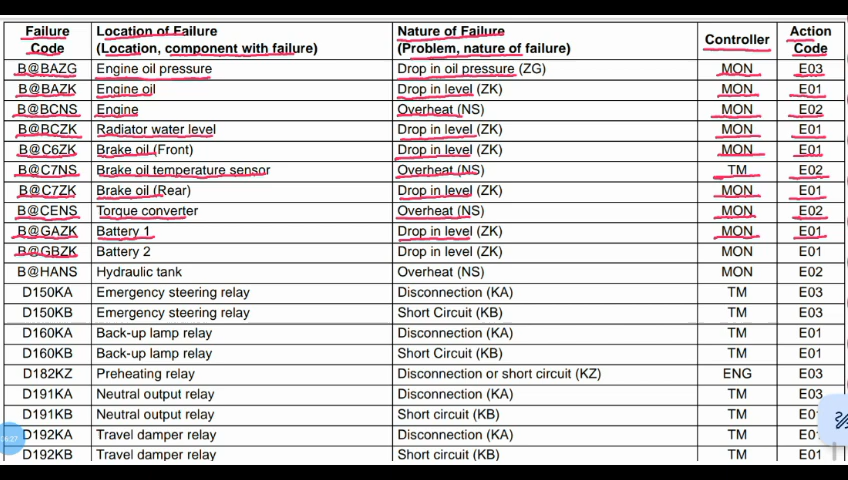 Failure Code | Location of Failure (Location, component with failure) | Nature of Failure (Problem, nature of failure) | Controller | Action Code
B@BAZG | Engine oil pressure | Drop in oil pressure (ZG) | MON | E03
B@BAZK | Engine oil | Drop in level (ZK) | MON | E01
B@BCNS | Engine | Overheat (NS) | MON | E02
B@BCZK | Radiator water level | Drop in level (ZK) | MON | E01
B@C6ZK | Brake oil (Front) | Drop in level (ZK) | MON | E01
B@C7NS | Brake oil temperature sensor | Overheat (NS) | TM | E02
B@C7ZK | Brake oil (Rear) | Drop in level (ZK) | MON | E01
B@CENS | Torque converter | Overheat (NS) | MON | E02
B@GAZK | Battery 1 | Drop in level (ZK) | MON | E01
B@GBZK | Battery 2 | Drop in level (ZK) | MON | E01
B@HANS | Hydraulic tank | Overheat (NS) | MON | E02
D150KA | Emergency steering relay | Disconnection (KA) | TM | E03
D150KB | Emergency steering relay | Short Circuit (KB) | TM | E03
D160KA | Back-up lamp relay | Disconnection (KA) | TM | E01
D160KB | Back-up lamp relay | Short Circuit (KB) | TM | E01
D182KZ | Preheating relay | Disconnection or short circuit (KZ) | ENG | E03
D191KA | Neutral output relay | Disconnection (KA) | TM | E03
D191KB | Neutral output relay | Short circuit (KB) | TM
D192KA | Travel damper relay | Disconnection (KA) | TM
D192KB | Travel damper relay | Short circuit (KB) | TM | E01